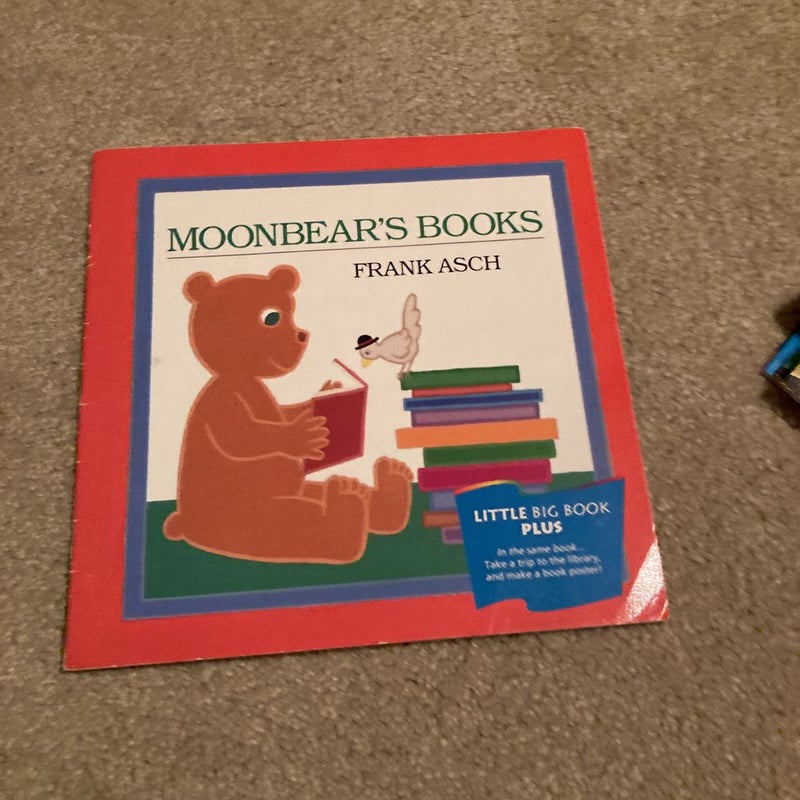 MOONBEAR'S BOOKS
FRANK ASCH
LITTLE BIG BOOK
PLUS
In the same book...
Take a trip to the library,
and make a book poster!